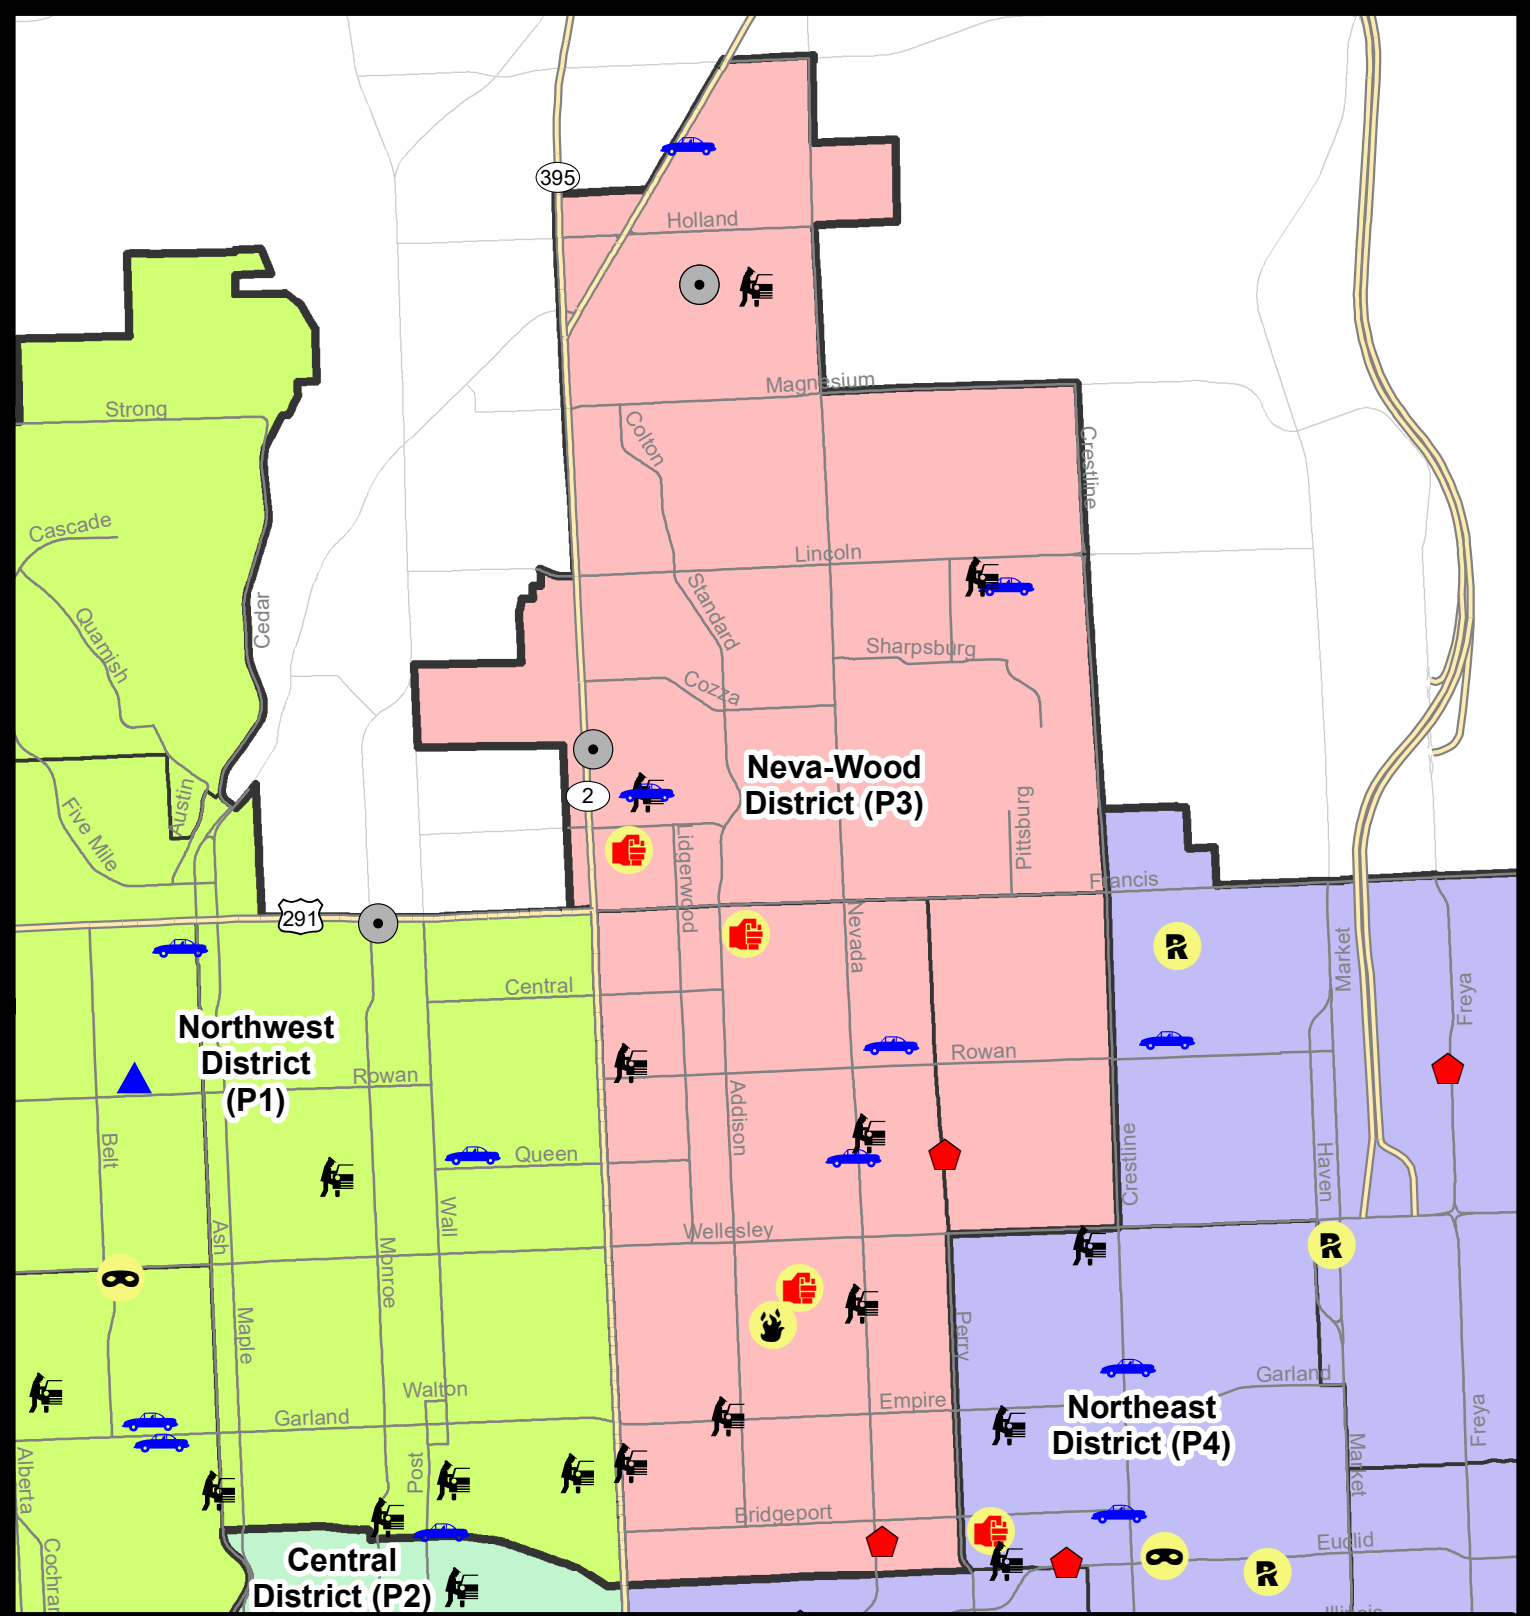 395
Holland
Magnesium
Strong
Colton
Crestline
Cascade
Lincoln
Quamish
Cedar
Standard
Sharpsburg
Cozza
Neva-Wood
District (P3)
2
Austin
Five Mile
Pittsburg
Lidgerwood
Francis
291
Nevada
Market
Freya
Central
Northwest
District
(P1)
Rowan
Rowan
Addison
Belt
Queen
Crestline
Haven
Wall
Ash
Wellesley
Monroe
Maple
Perry
Walton
Garland
Empire
Garland
Northeast
District (P4)
Freya
Market
Alberta
Post
Bridgeport
Euclid
Cochran
Central
District (P2)